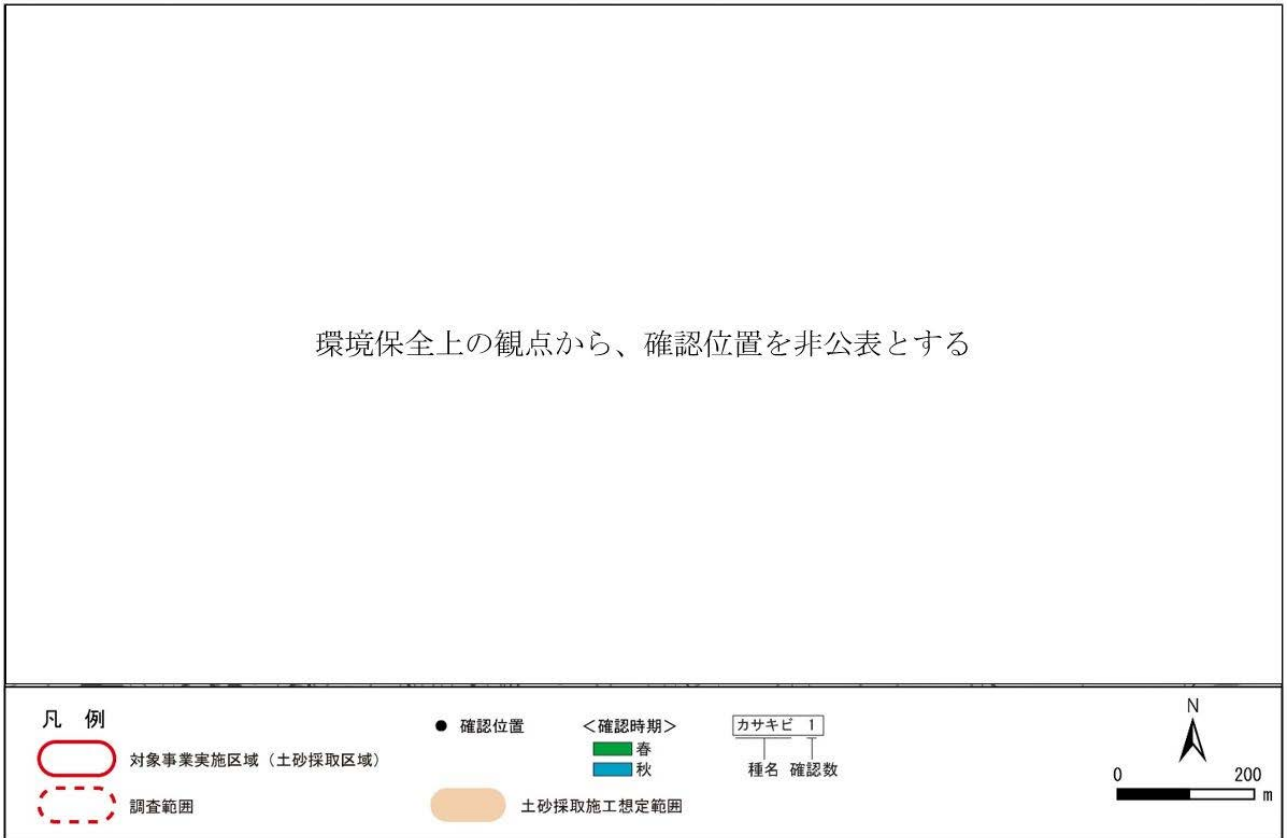 環境保全上の観点から、確認位置を非公表とする
凡 例
対象事業実施区域（土砂採取区域）
調査範囲
● 確認位置
土砂採取施工想定範囲
＜確認時期＞
春
秋
カサキビ 1
種名 確認数
N
0 200
m